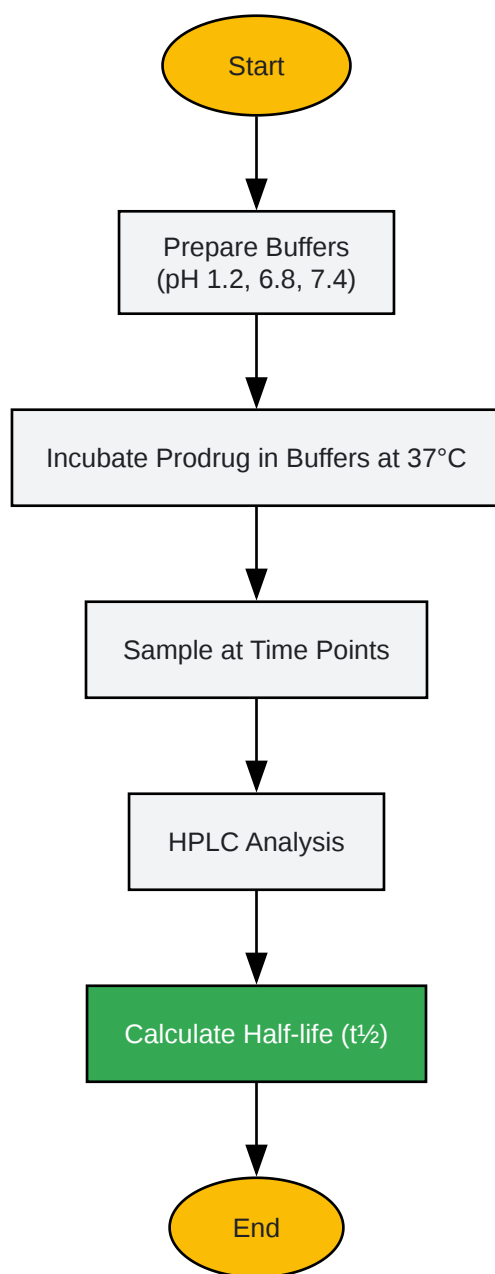 Start
Prepare Buffers
(pH 1.2, 6.8, 7.4)
Incubate Prodrug in Buffers at 37°C
Sample at Time Points
HPLC Analysis
Calculate Half-life (t½)
End